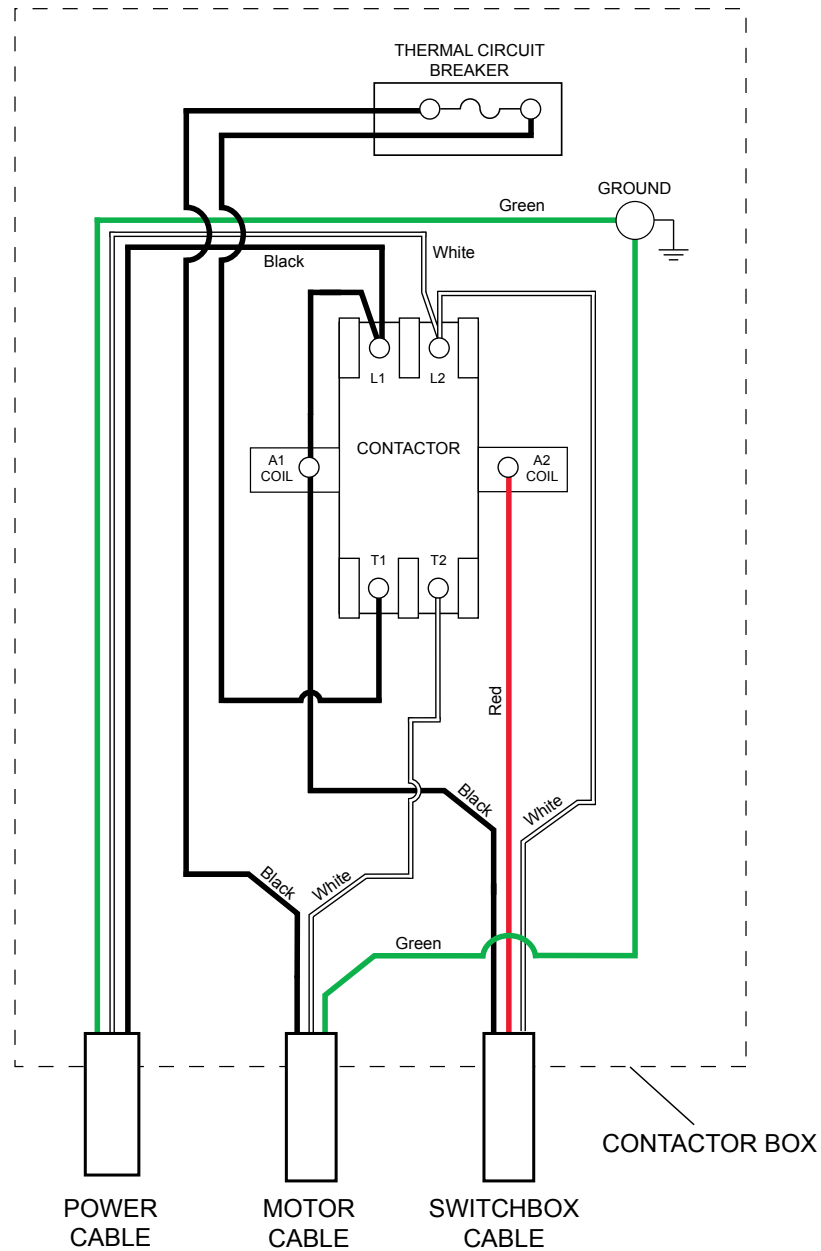 THERMAL CIRCUIT
BREAKER
GROUND
Green
White
Black
L1
L2
CONTACTOR
A1
COIL
A2
COIL
T1
T2
Red
Black
White
Black
White
Green
CONTACTOR BOX
POWER
CABLE
MOTOR
CABLE
SWITCHBOX
CABLE